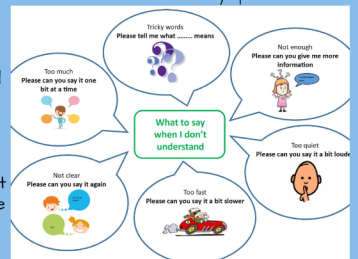 Tricky words
Please tell me what ........ means
Too much
Please can you say it one
bit at a time
Not enough
Please can you give me more
information
What to say
when I don't
understand
Not clear
Please can you say it again
Too fast
Please can you say it a bit slower
Too quiet
Please can you say it a bit loude